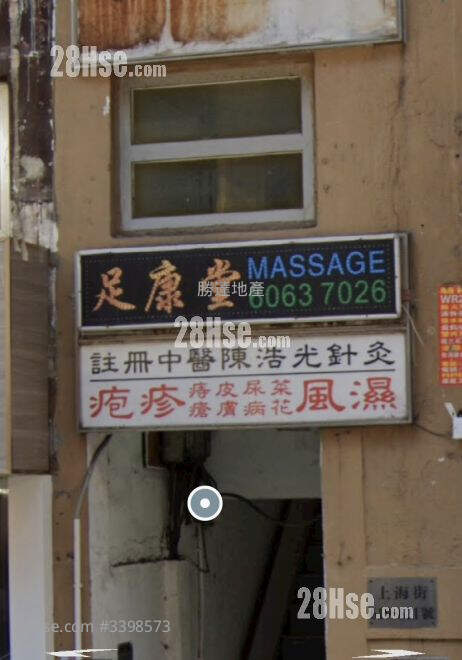 28Hse.com
足康堂 MASSAGE
6063 7026
勝達地產
28Hse.com
註冊中醫陳浩光針灸
疱疹 痔皮尿菜 風濕
瘡膚病花
WR2
上海街
號
28Hse.com
se.com #3398573